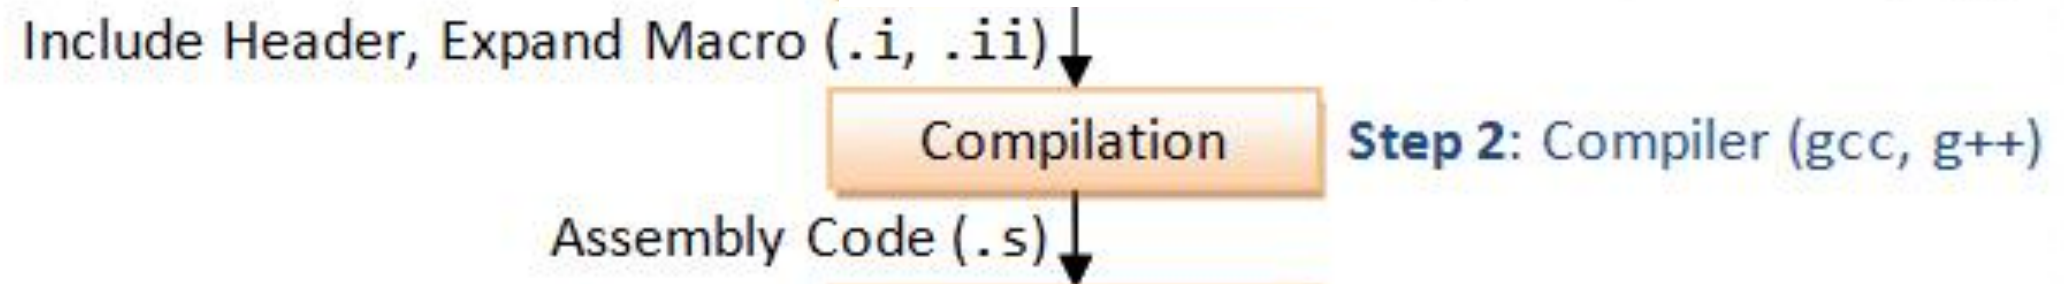 Include Header, Expand Macro (.i, .ii)
Compilation
Step 2: Compiler (gcc, g++)
Assembly Code (.s)